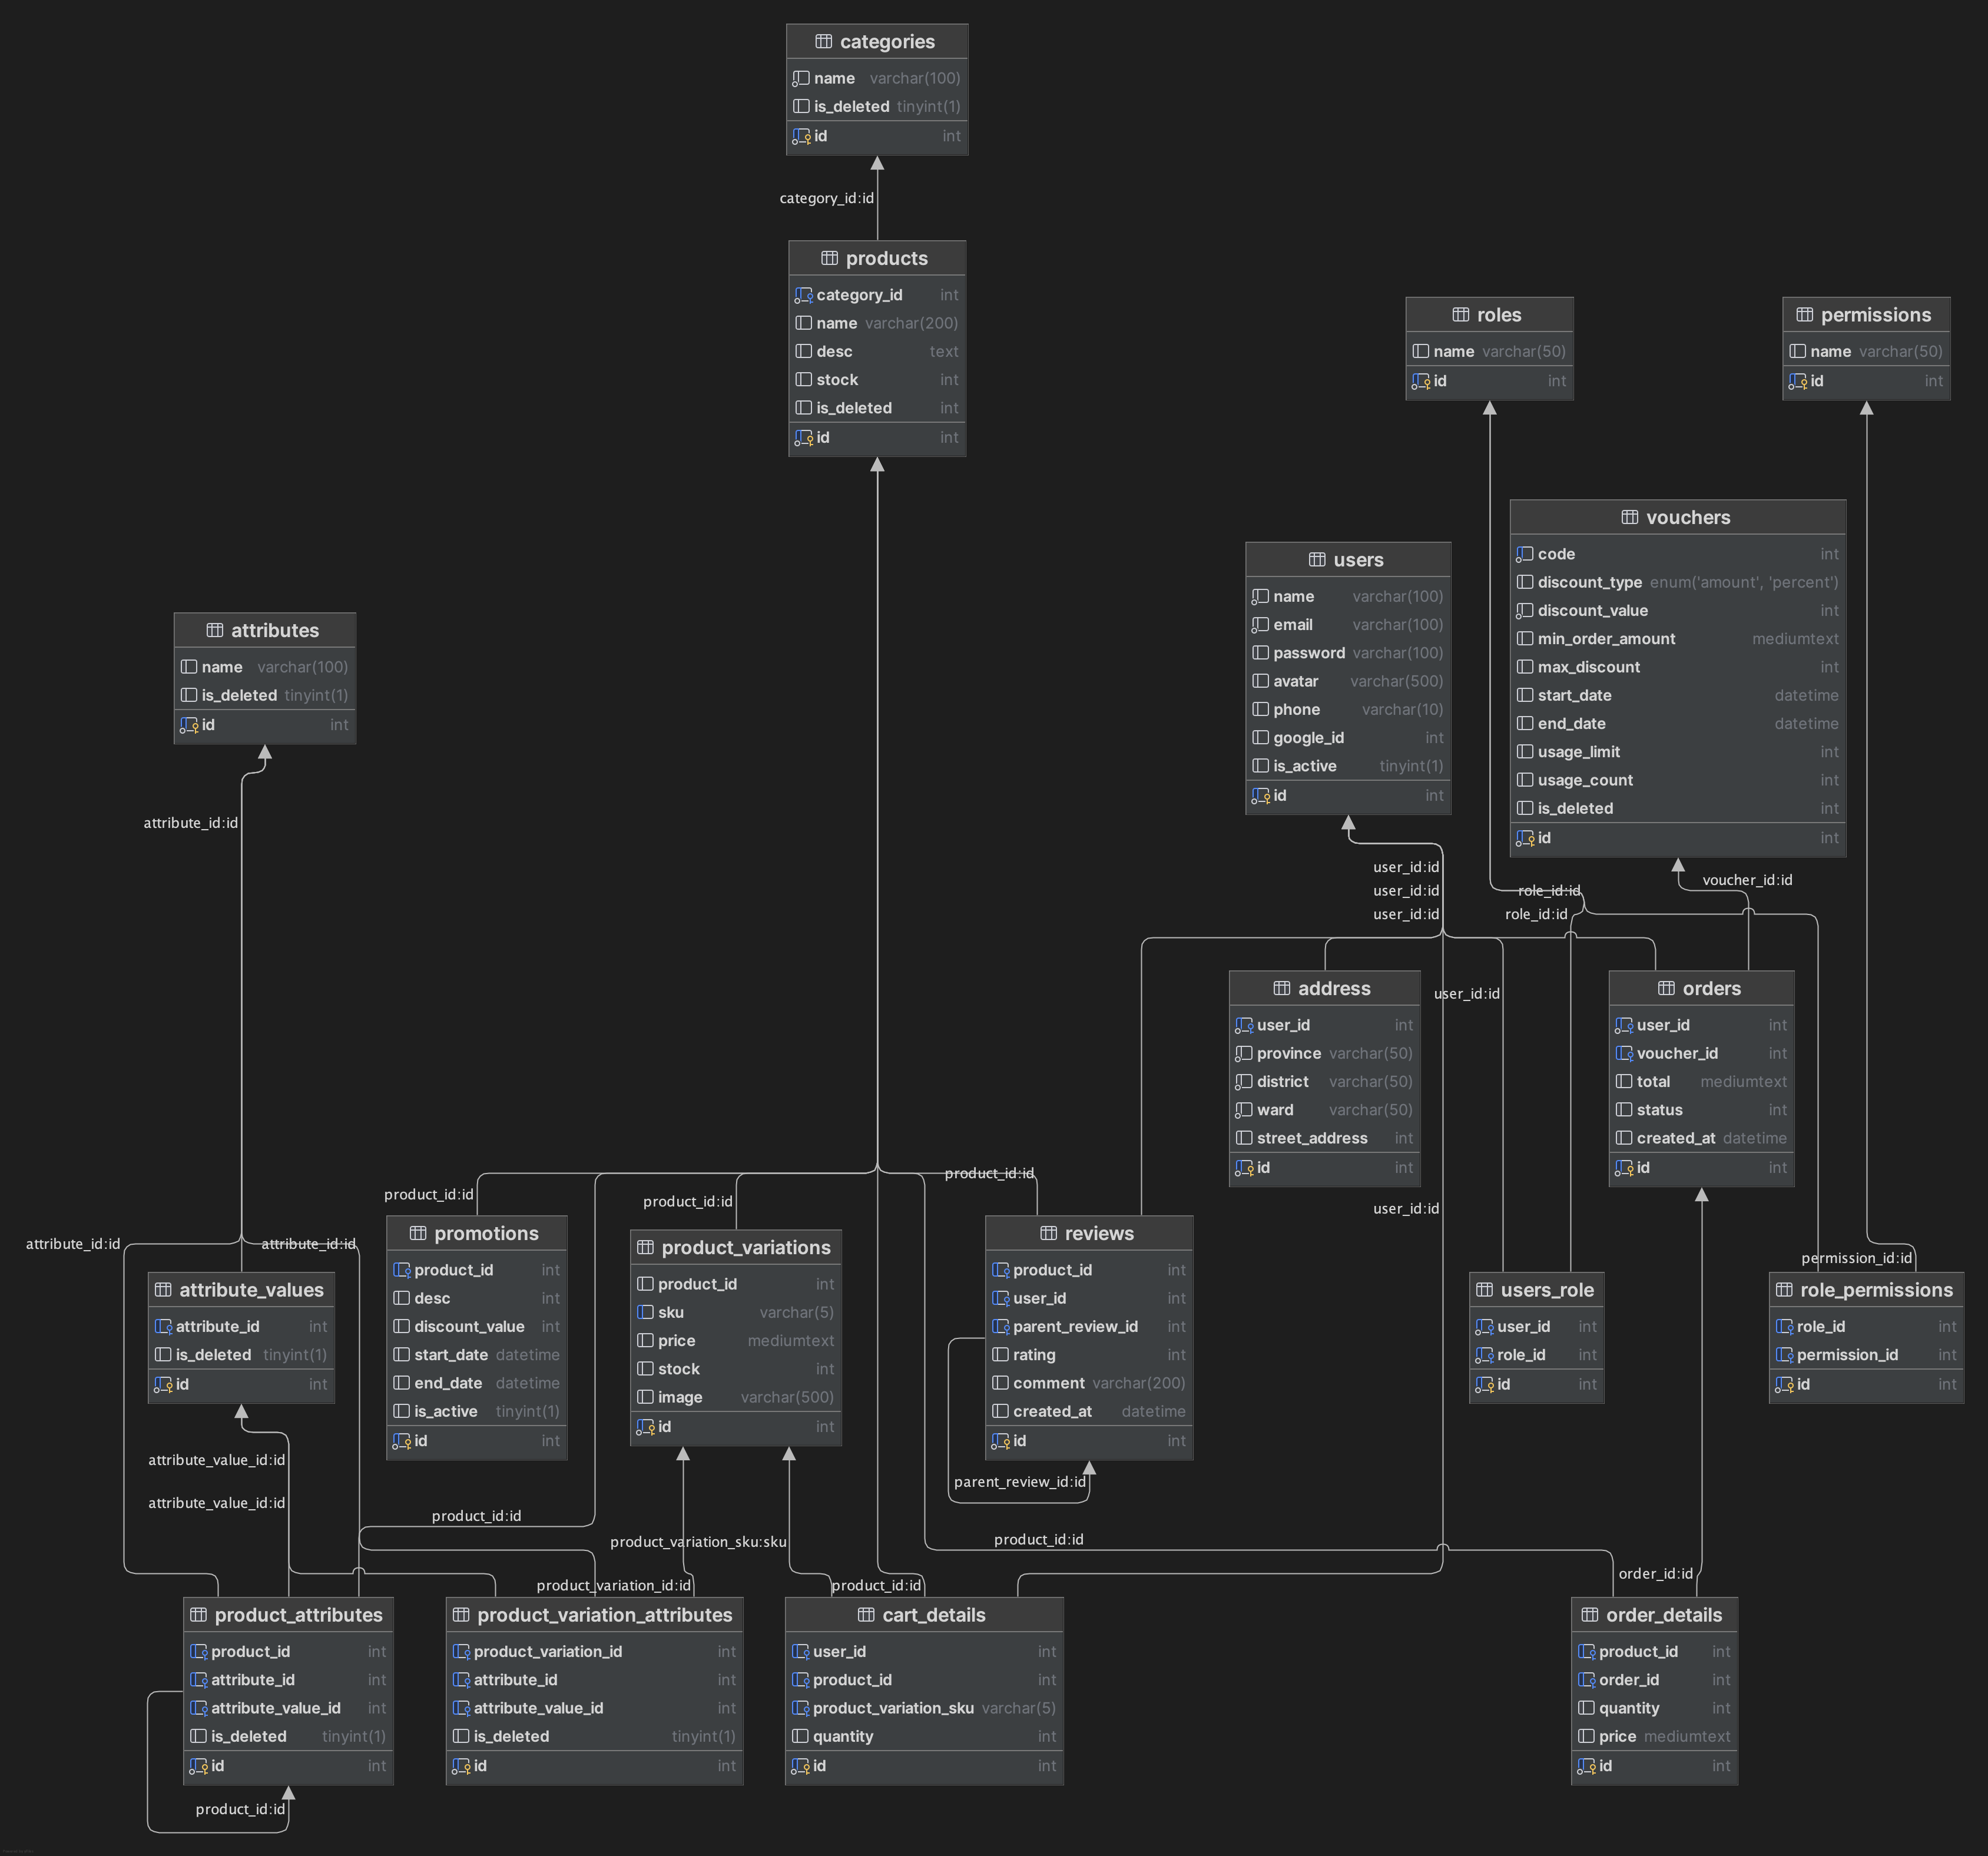 categories
name varchar(100)
is_deleted tinyint(1)
id int
category_id:id
products
category_id int
name varchar(200)
desc text
stock int
is_deleted int
id int
roles
name varchar(50)
id int
permissions
name varchar(50)
id int
vouchers
code int
discount_type enum('amount', 'percent')
discount_value int
min_order_amount mediumtext
max_discount int
start_date datetime
end_date datetime
usage_limit int
usage_count int
is_deleted int
id int
users
name varchar(100)
email varchar(100)
password varchar(100)
avatar varchar(500)
phone varchar(10)
google_id int
is_active tinyint(1)
id int
attributes
name varchar(100)
is_deleted tinyint(1)
id int
attribute_id:id
user_id:id
user_id:id
user_id:id
role_id:id
role_id:id
voucher_id:id
address
user_id int
province varchar(50)
district varchar(50)
ward varchar(50)
street_address int
id int
user_id:id
orders
user_id int
voucher_id int
total mediumtext
status int
created_at datetime
id int
product_id:id
product_id:id
product_id:id
user_id:id
attribute_id:id
attribute_id:id
permission_id:id
attribute_values
attribute_id int
is_deleted tinyint(1)
id int
promotions
product_id int
desc int
discount_value int
start_date datetime
end_date datetime
is_active tinyint(1)
id int
product_variations
product_id int
sku varchar(5)
price mediumtext
stock int
image varchar(500)
id int
reviews
product_id int
user_id int
parent_review_id int
rating int
comment varchar(200)
created_at datetime
id int
users_role
user_id int
role_id int
id int
role_permissions
role_id int
permission_id int
id int
attribute_value_id:id
attribute_value_id:id
parent_review_id:id
product_id:id
product_variation_sku:sku
product_id:id
product_variation_id:id
product_id:id
order_id:id
product_attributes
product_id int
attribute_id int
attribute_value_id int
is_deleted tinyint(1)
id int
product_id:id
product_variation_attributes
product_variation_id int
attribute_id int
attribute_value_id int
is_deleted tinyint(1)
id int
cart_details
user_id int
product_id int
product_variation_sku varchar(5)
quantity int
id int
order_details
product_id int
order_id int
quantity int
price mediumtext
id int